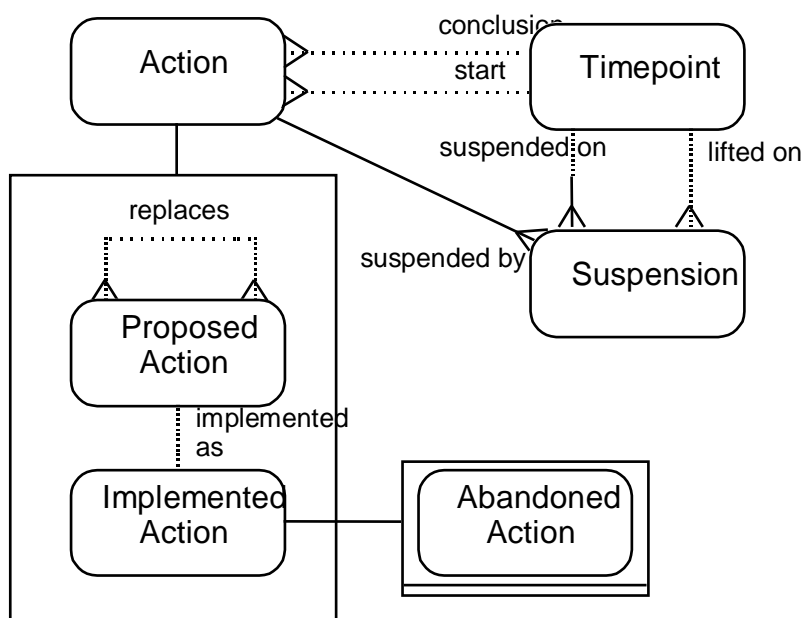 conclusion
Action
Timepoint
start
suspended on
lifted on
replaces
suspended by
Suspension
Proposed
Action
implemented
as
Implemented
Action
Abandoned
Action